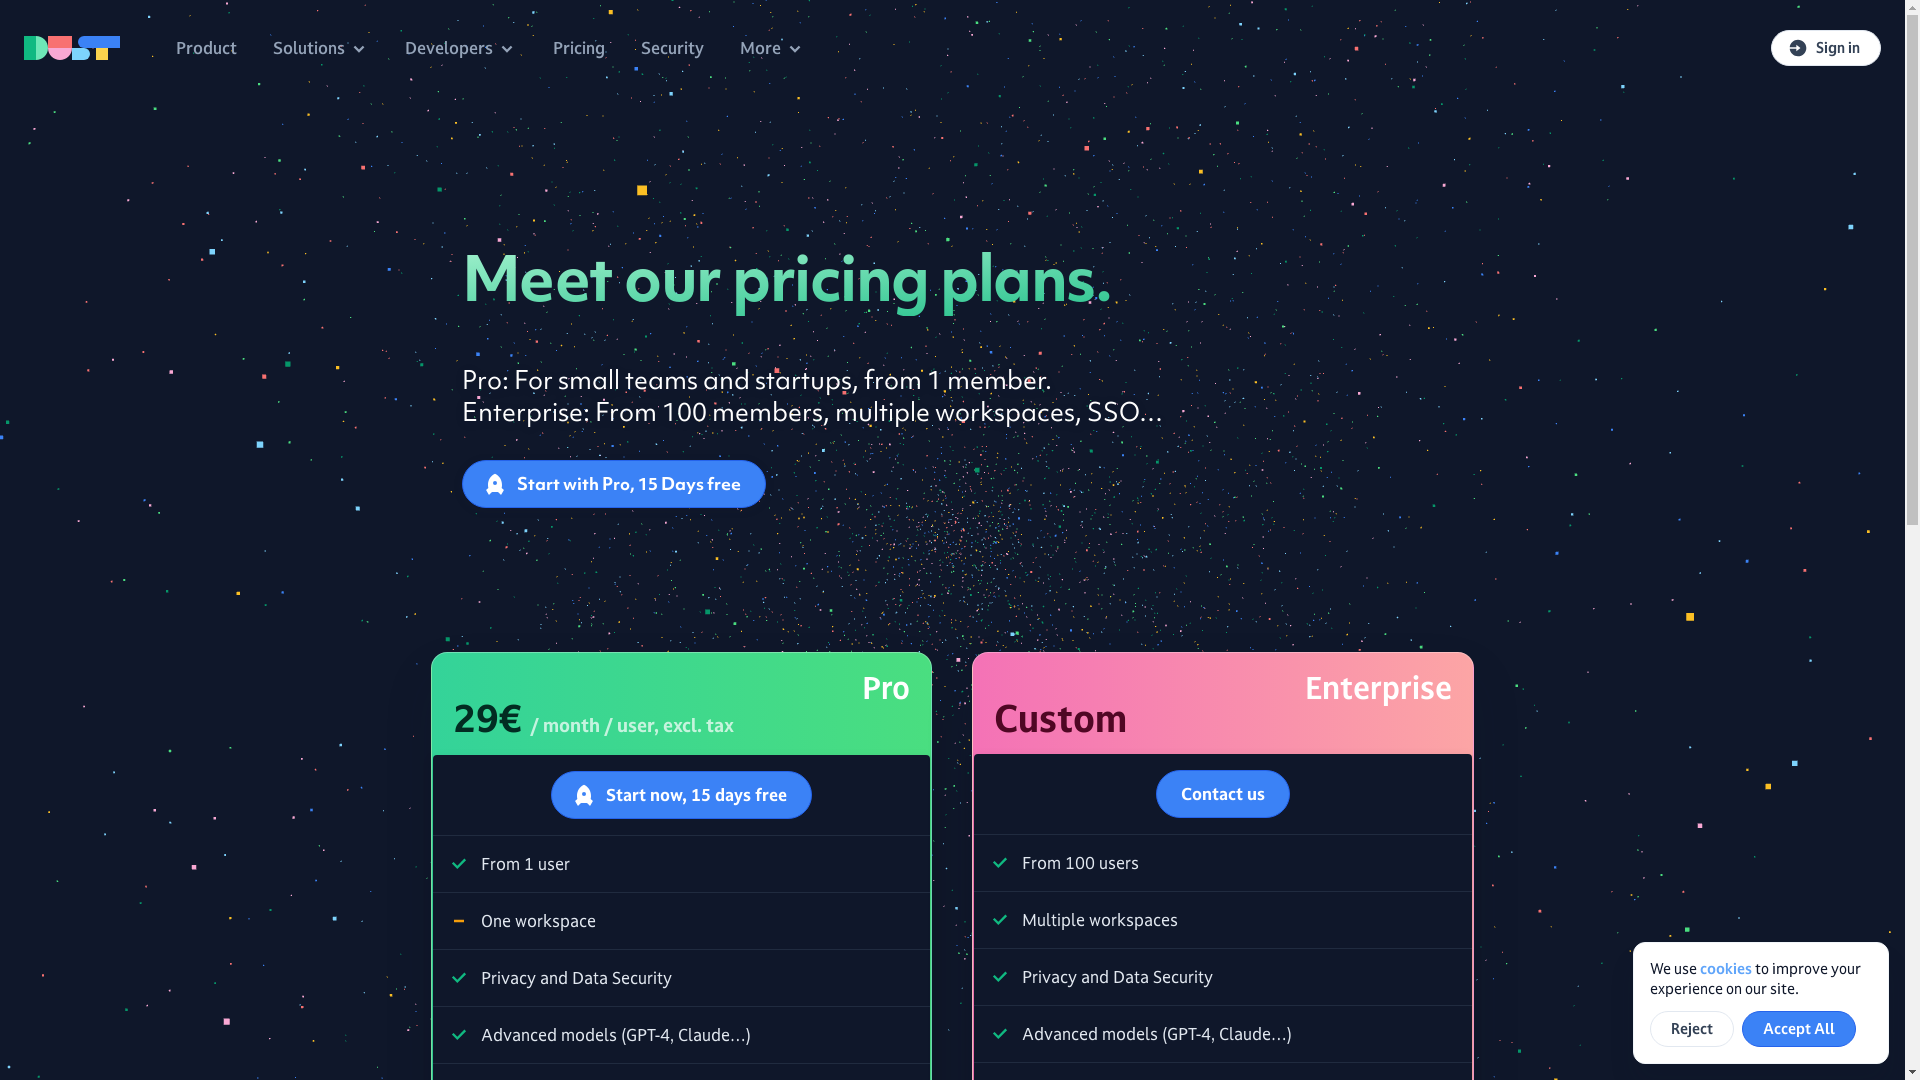 DUST
Product
Solutions
Developers
Pricing
Security
More
Sign in
Meet our pricing plans.
Pro: For small teams and startups, from 1 member.
Enterprise: From 100 members, multiple workspaces, SSO...
Start with Pro, 15 Days free
Pro
29€ / month / user, excl. tax
Start now, 15 days free
From 1 user
One workspace
Privacy and Data Security
Advanced models (GPT-4, Claude...)
Enterprise
Custom
Contact us
From 100 users
Multiple workspaces
Privacy and Data Security
Advanced models (GPT-4, Claude...)
We use cookies to improve your
experience on our site.
Reject
Accept All